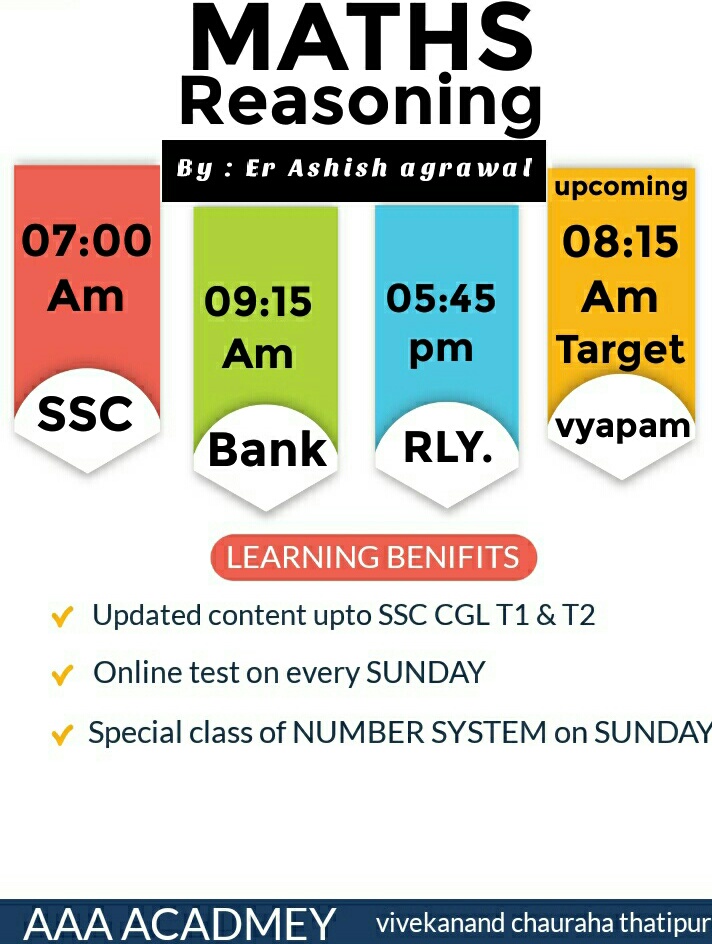 MATHS
Reasoning
By : Er Ashish agrawal
07:00
Am
SSC
09:15
Am
Bank
05:45
pm
RLY.
upcoming
08:15
Am
Target
vyapam
LEARNING BENIFITS
Updated content upto SSC CGL T1 & T2
Online test on every SUNDAY
Special class of NUMBER SYSTEM on SUNDAY
AAA ACADMEY
vivekanand chauraha thatipur